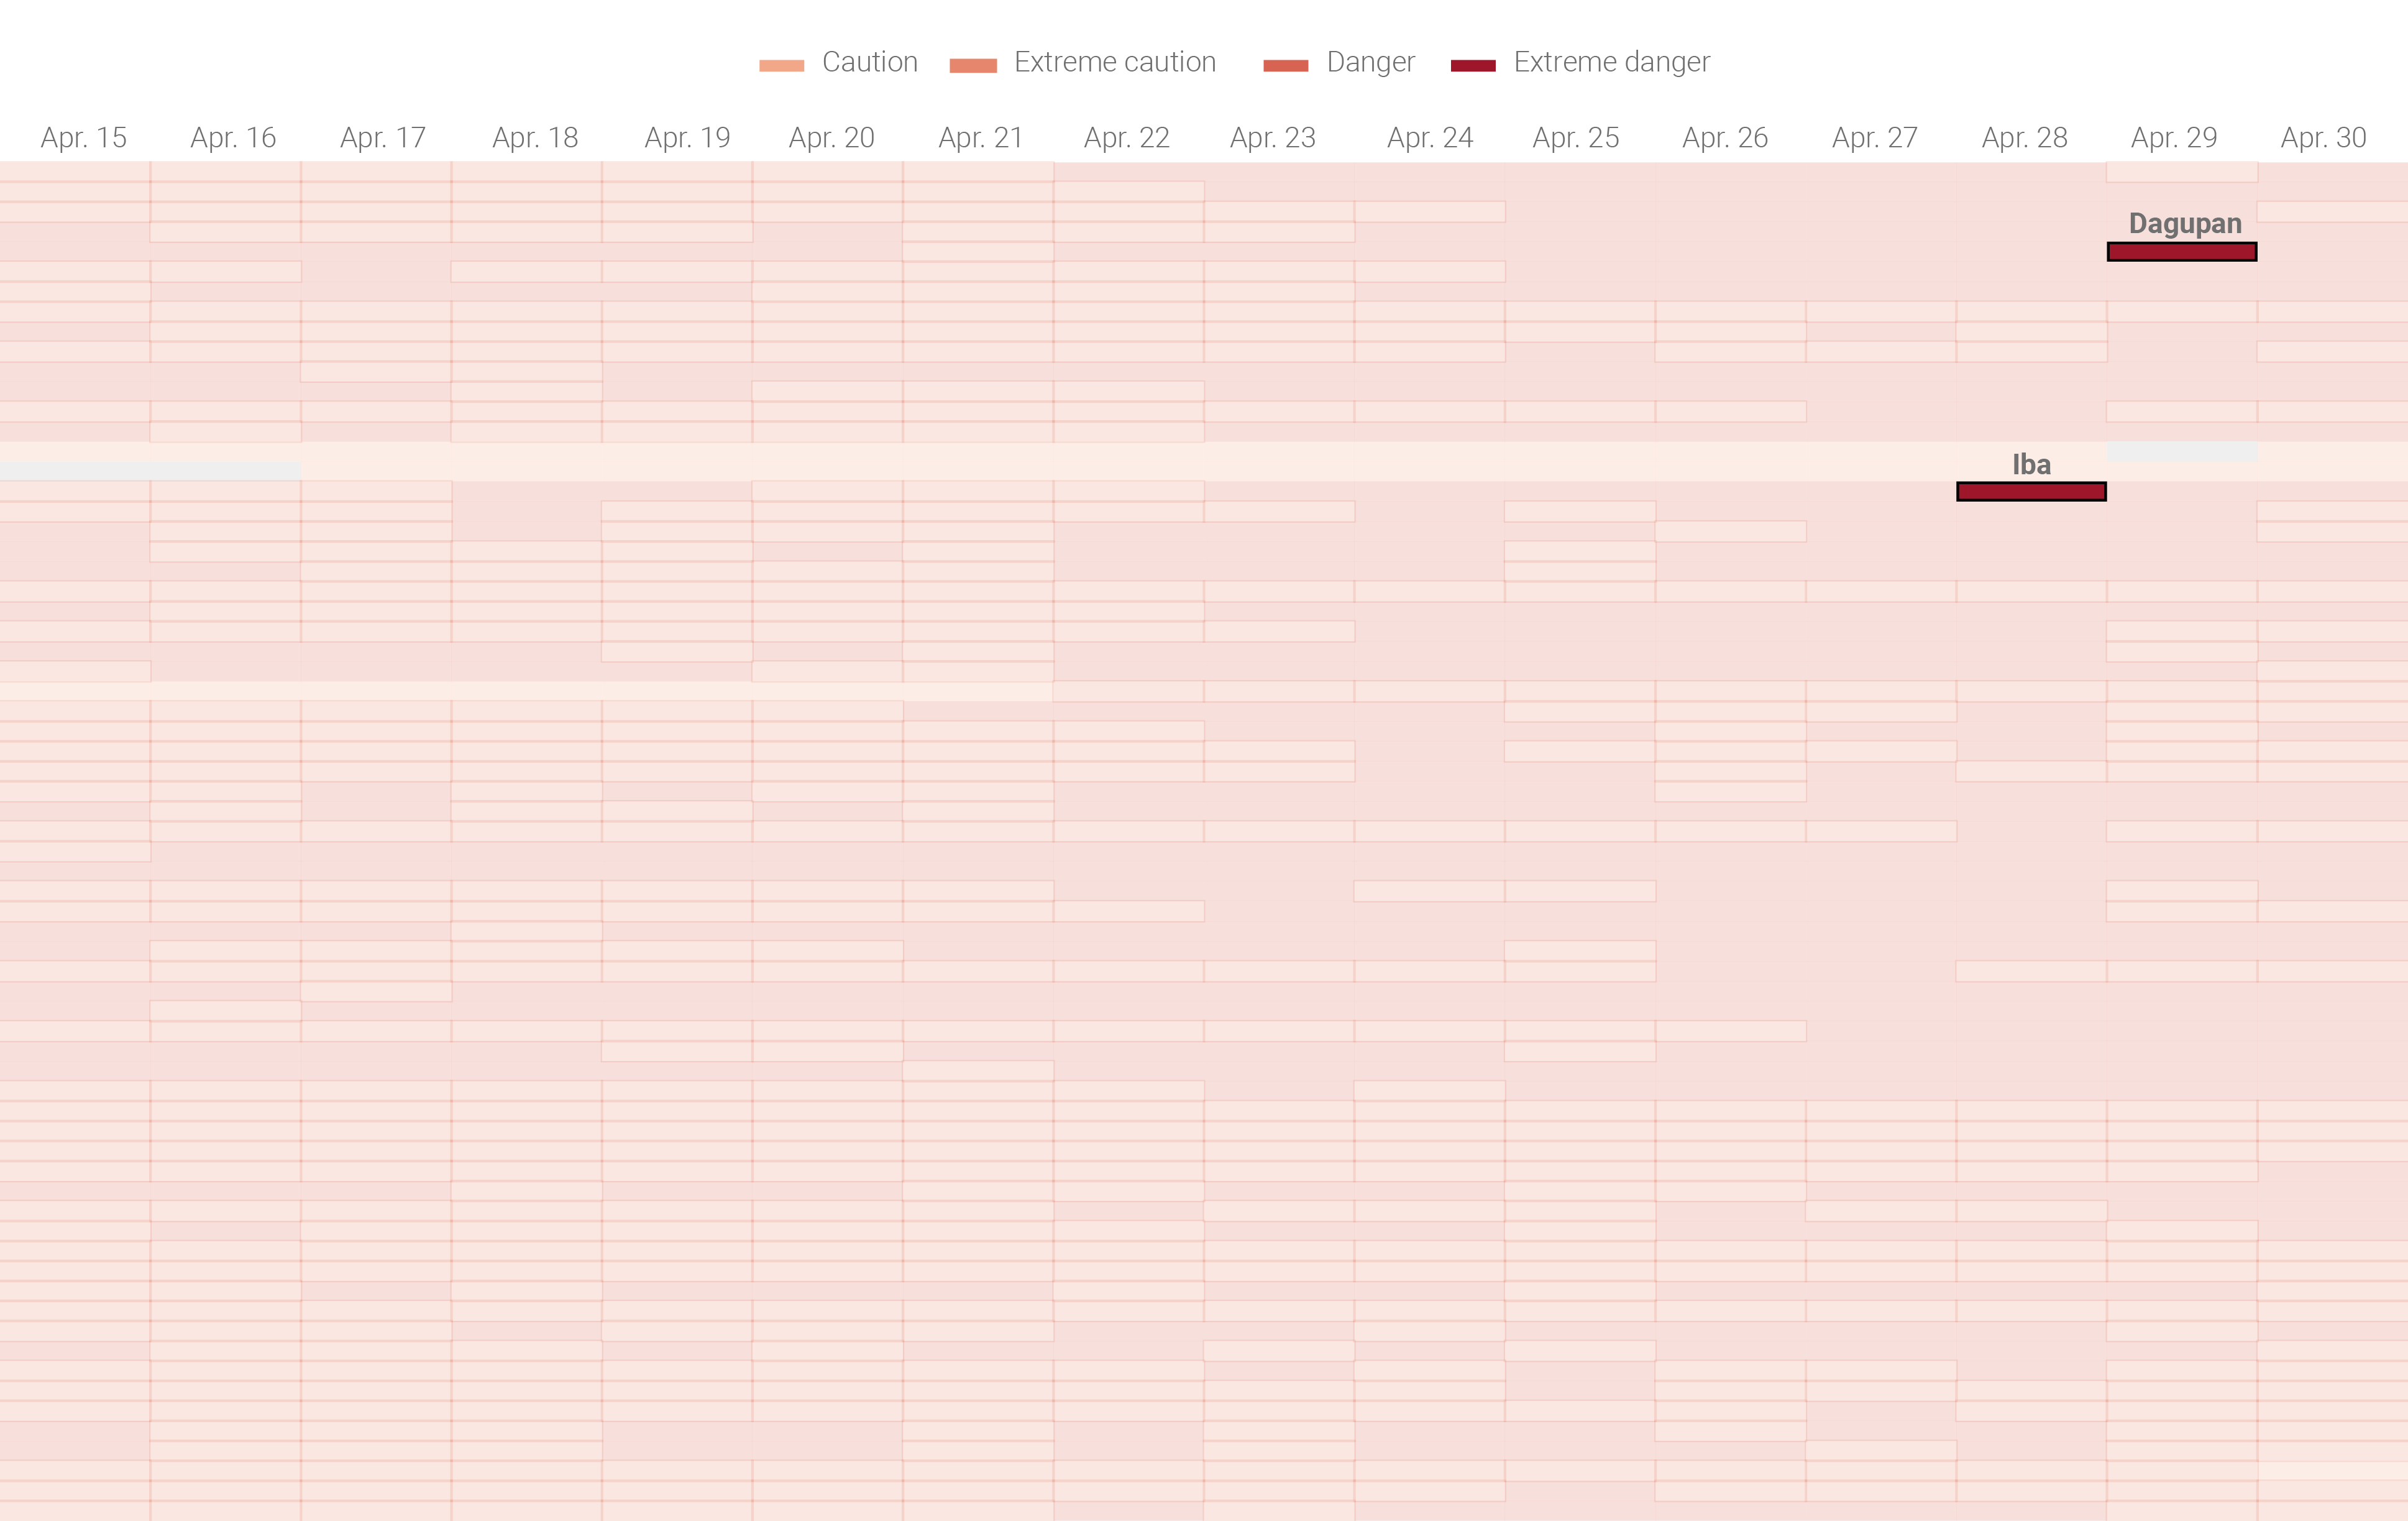 Caution Extreme caution Danger Extreme danger
Apr. 15 Apr. 16 Apr. 17 Apr. 18 Apr. 19 Apr. 20 Apr. 21 Apr. 22 Apr. 23 Apr. 24 Apr. 25 Apr. 26 Apr. 27 Apr. 28 Apr. 29 Apr. 30
Dagupan
Iba